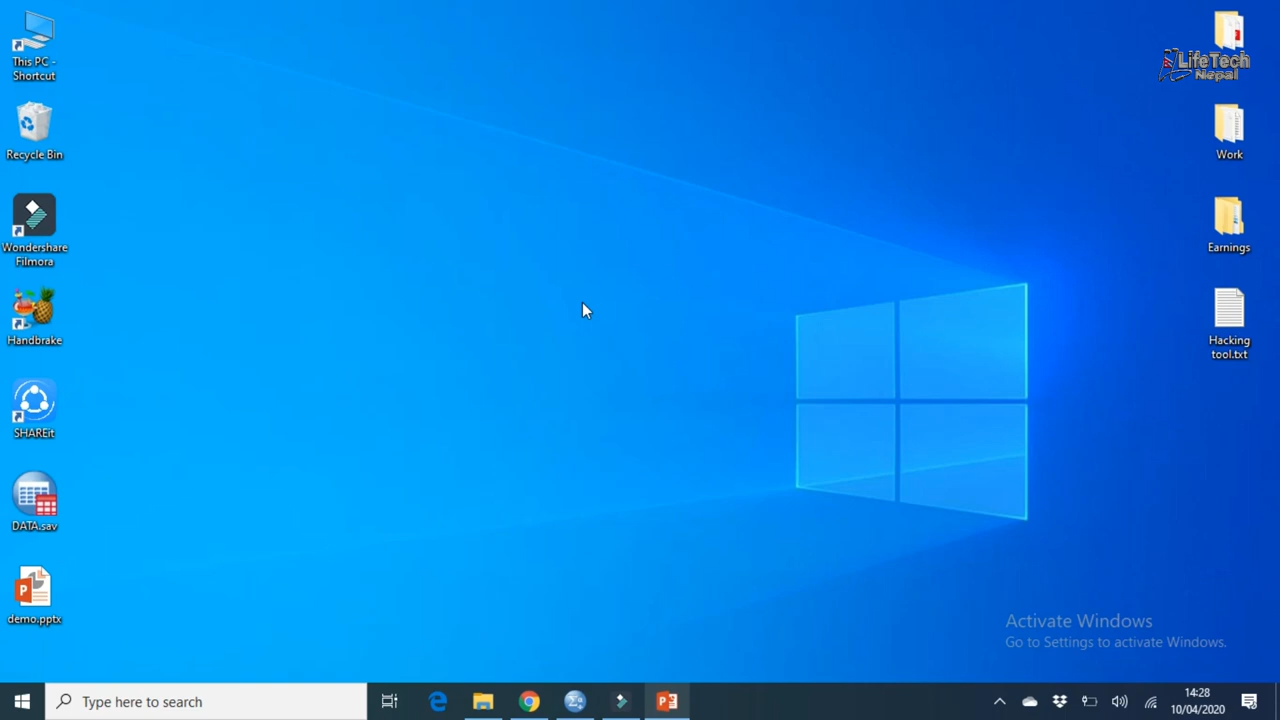 This PC -
Shortcut
Recycle Bin
Wondershare
Filmora
Handbrake
SHAREit
DATA.sav
demo.pptx
LifeTech
Nepal
Work
Earnings
Hacking
tool.txt
Activate Windows
Go to Settings to activate Windows.
Type here to search
14:28
10/04/2020